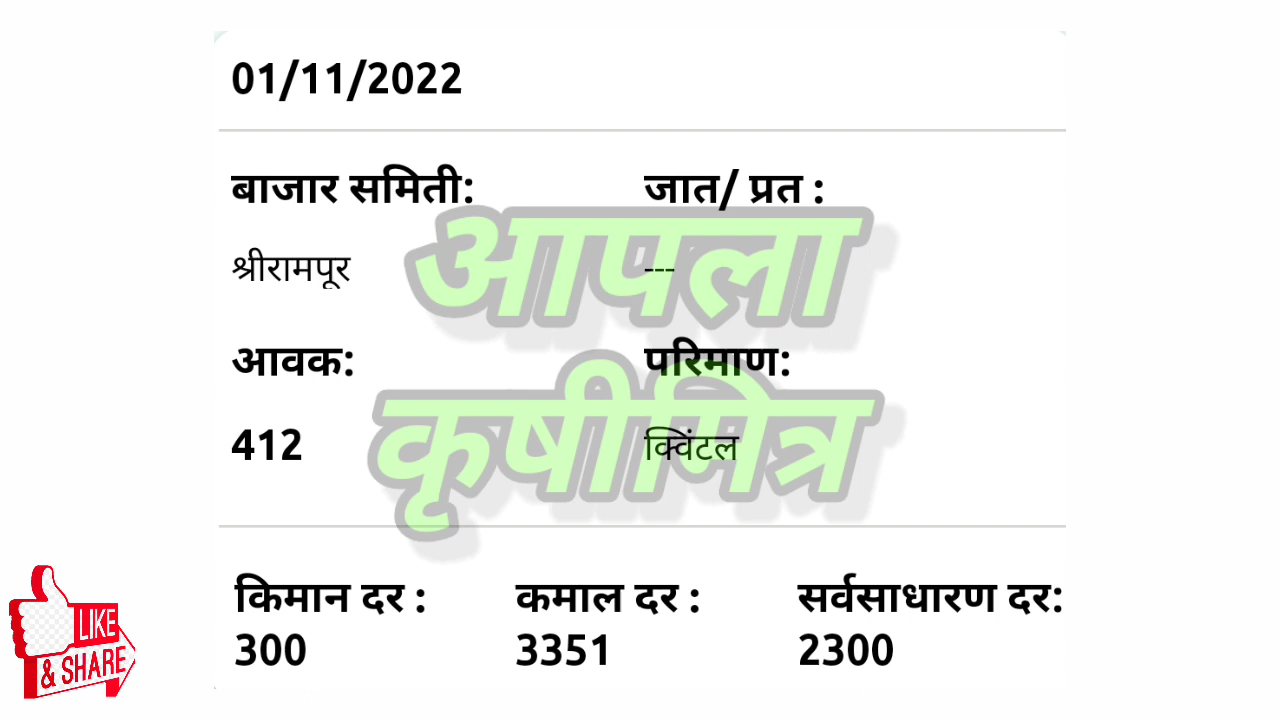 01/11/2022
बाजार समिती: जात/ प्रत :
श्रीरामपूर ---
आपला
आवक: परिमाण:
कृषीमित्र
412 क्विंटल
किमान दर : कमाल दर : सर्वसाधारण दर:
300 3351 2300
LIKE
& SHARE